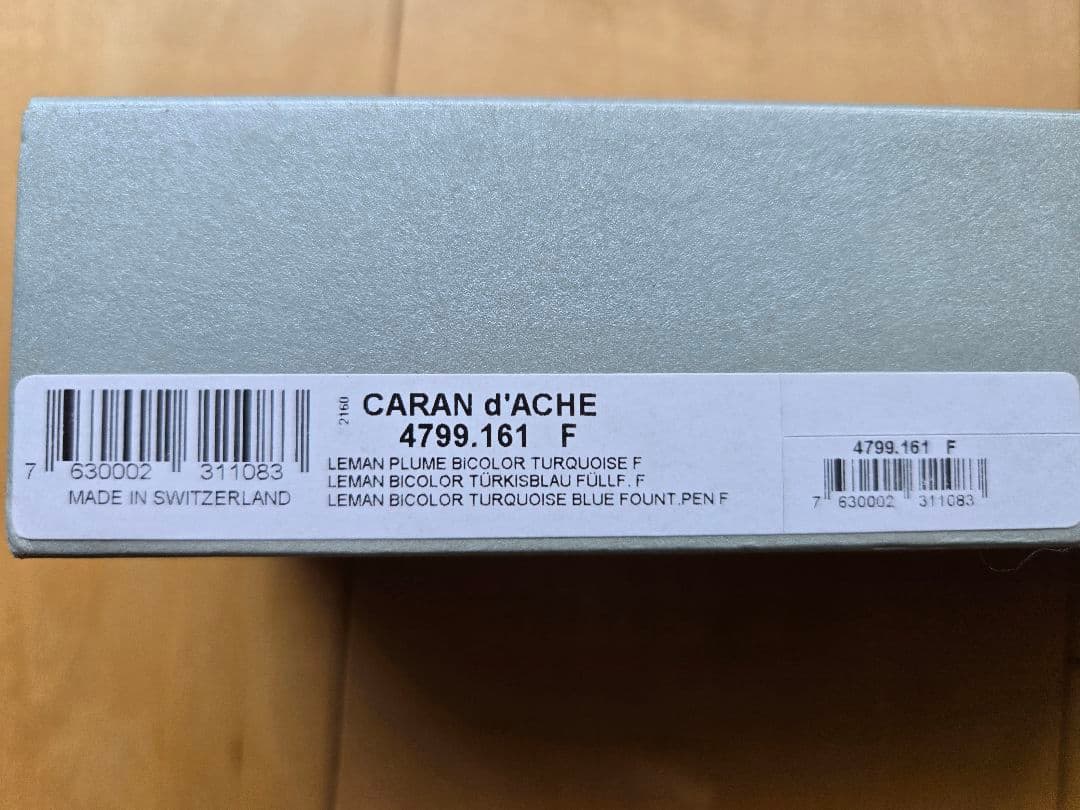 2160
CARAN d'ACHE
4799.161 F
7 630002 311083
MADE IN SWITZERLAND
LEMAN PLUME BICOLOR TURQUOISE F
LEMAN BICOLOR TÜRKISBLAU FÜLLF. F
LEMAN BICOLOR TURQUOISE BLUE FOUNT.PEN F
4799.161 F
7 630002 311083